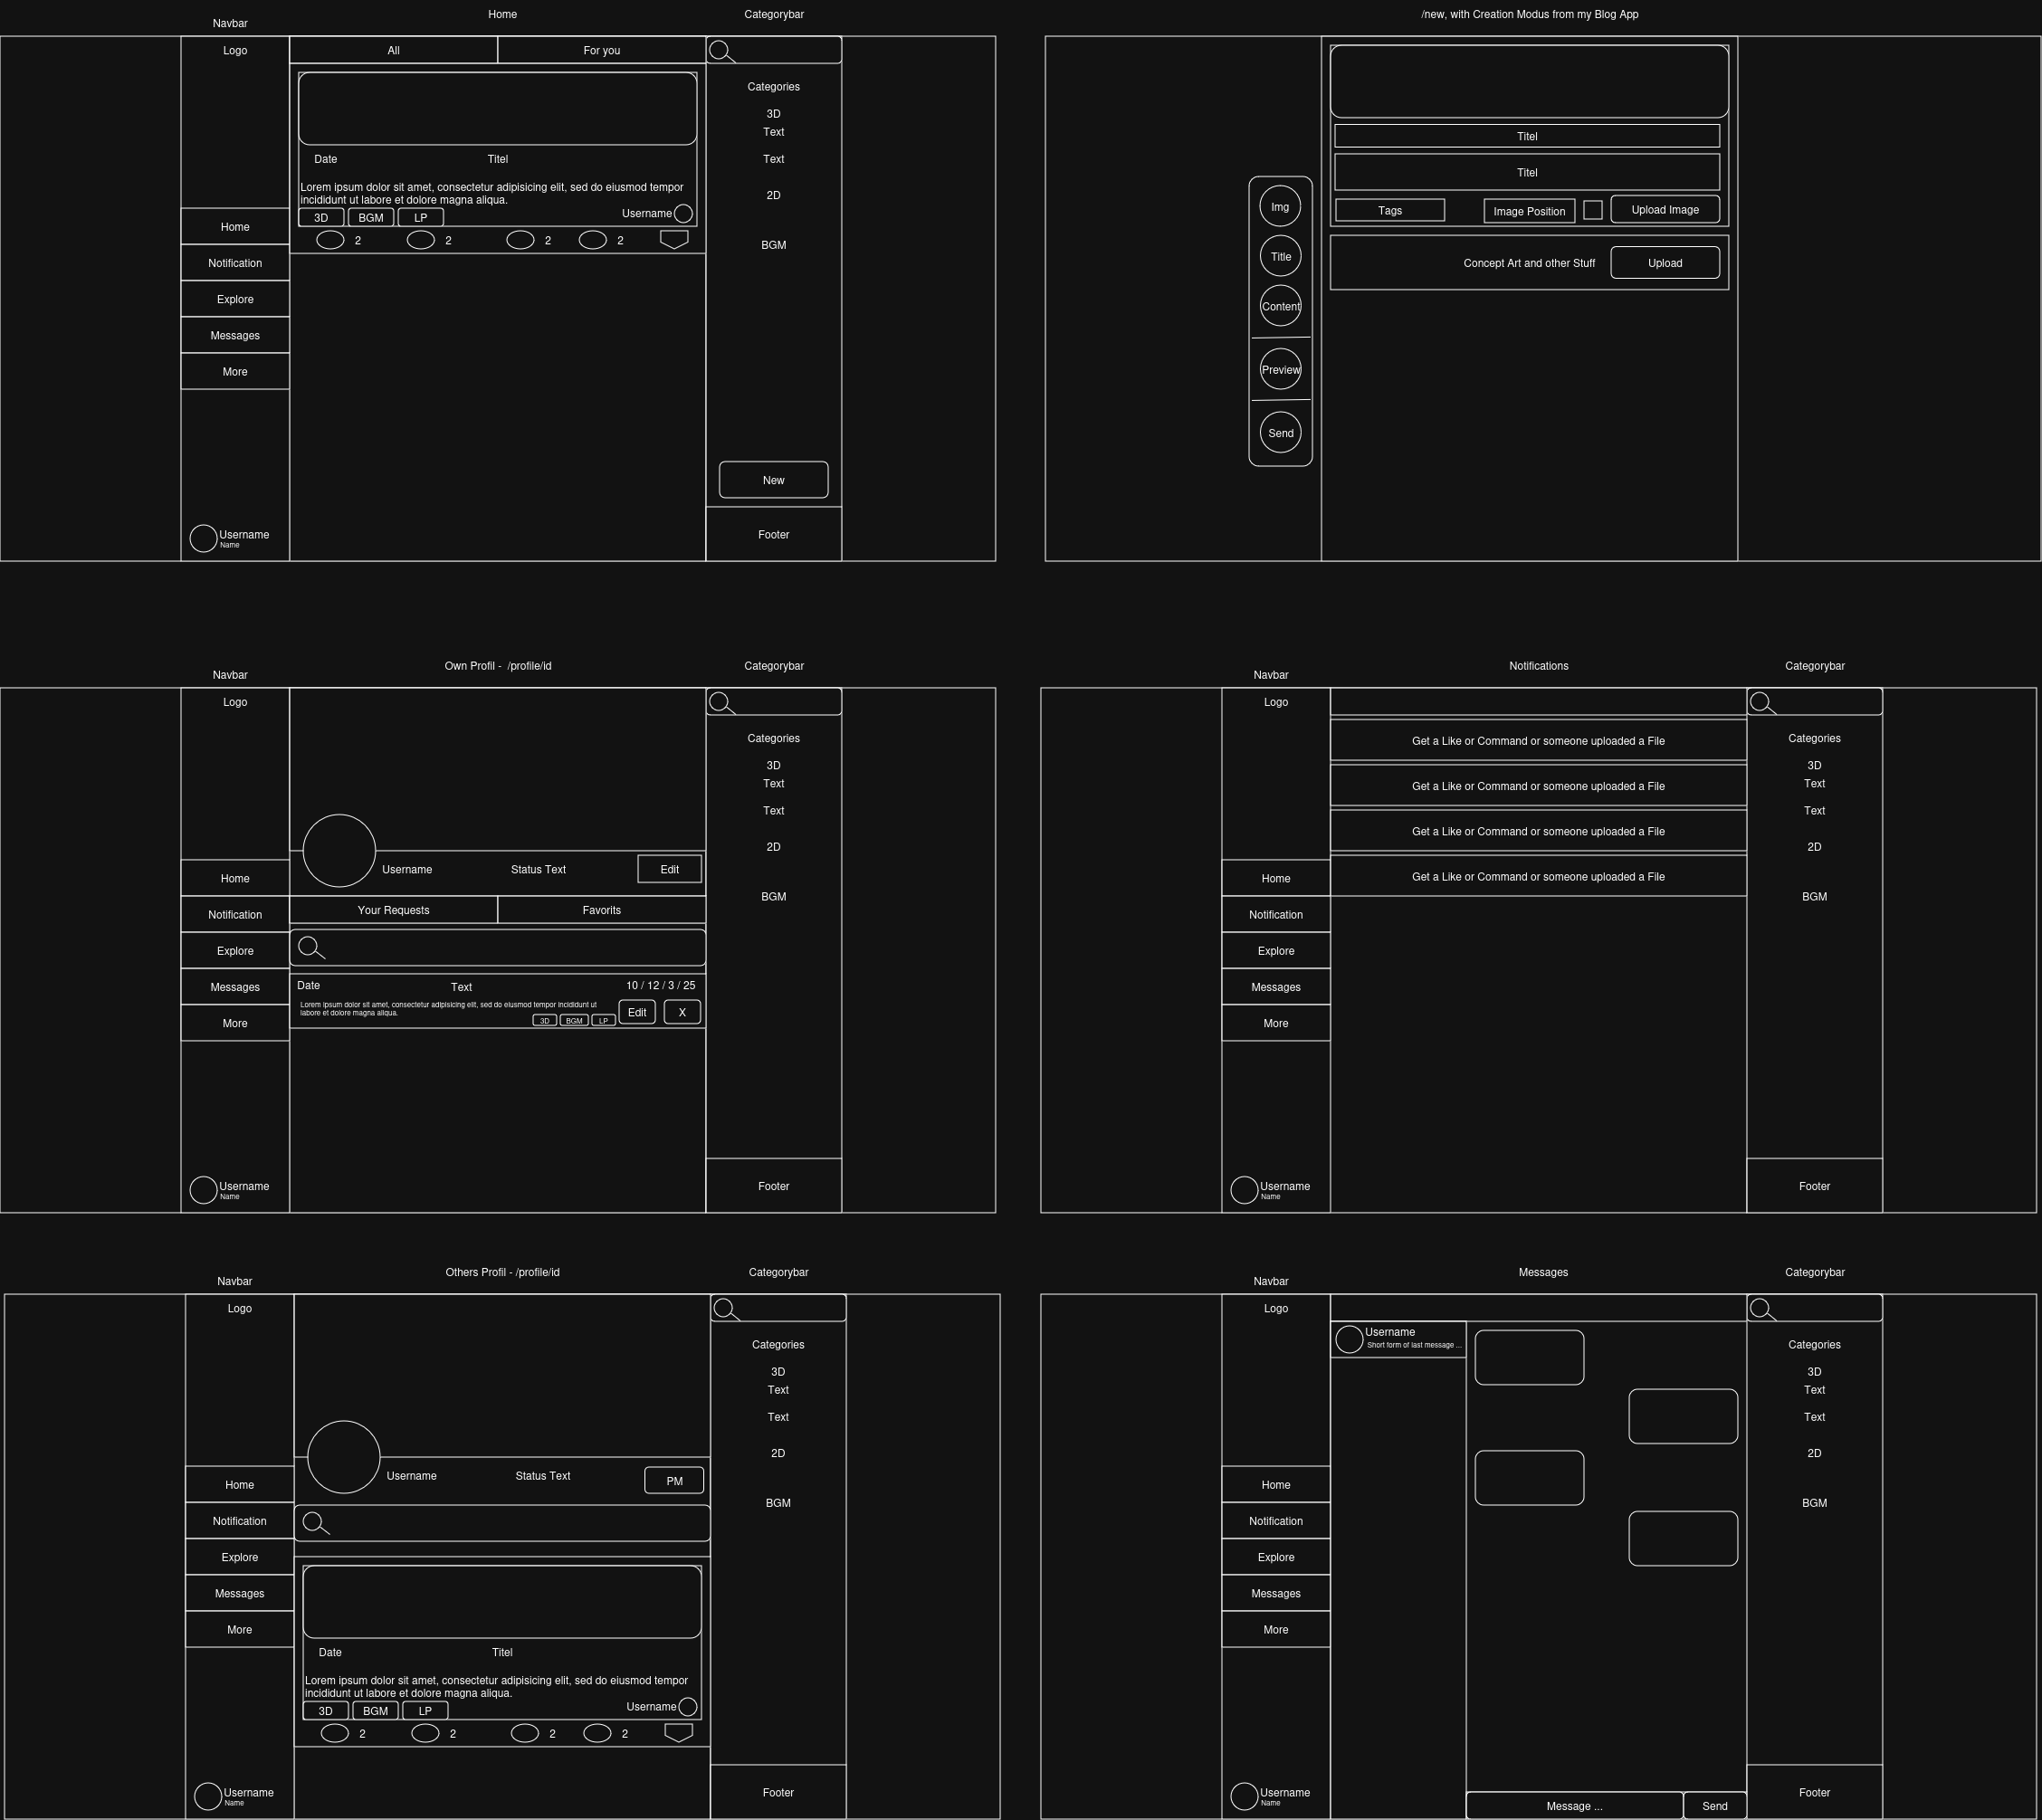 Navbar
Home
Categorybar
Logo
All
For you
Categories
3D
Text
Text
2D
BGM
Date
Titel
Lorem ipsum dolor sit amet, consectetur adipisicing elit, sed do eiusmod tempor
incididunt ut labore et dolore magna aliqua.
3D
BGM
LP
Username
2
2
2
2
Home
Notification
Explore
Messages
More
New
Username
Name
Footer
/new, with Creation Modus from my Blog App
Titel
Titel
Tags
Image Position
Upload Image
Concept Art and other Stuff
Upload
Img
Title
Content
Preview
Send
Navbar
Own Profil - /profile/id
Categorybar
Logo
Categories
3D
Text
Text
2D
BGM
Username
Status Text
Edit
Your Requests
Favorits
Date
Text
10 / 12 / 3 / 25
Lorem ipsum dolor sit amet, consectetur adipisicing elit, sed do eiusmod tempor incididunt ut
labore et dolore magna aliqua.
3D
BGM
LP
Edit
X
Home
Notification
Explore
Messages
More
Username
Name
Footer
Navbar
Notifications
Categorybar
Logo
Get a Like or Command or someone uploaded a File
Get a Like or Command or someone uploaded a File
Get a Like or Command or someone uploaded a File
Get a Like or Command or someone uploaded a File
Categories
3D
Text
Text
2D
BGM
Home
Notification
Explore
Messages
More
Username
Name
Footer
Navbar
Others Profil - /profile/id
Categorybar
Logo
Categories
3D
Text
Text
2D
BGM
Username
Status Text
PM
Home
Notification
Explore
Messages
More
Date
Titel
Lorem ipsum dolor sit amet, consectetur adipisicing elit, sed do eiusmod tempor
incididunt ut labore et dolore magna aliqua.
3D
BGM
LP
Username
2
2
2
2
Username
Name
Footer
Navbar
Messages
Categorybar
Logo
Username
Short form of last message ...
Categories
3D
Text
Text
2D
BGM
Home
Notification
Explore
Messages
More
Username
Name
Message ...
Send
Footer